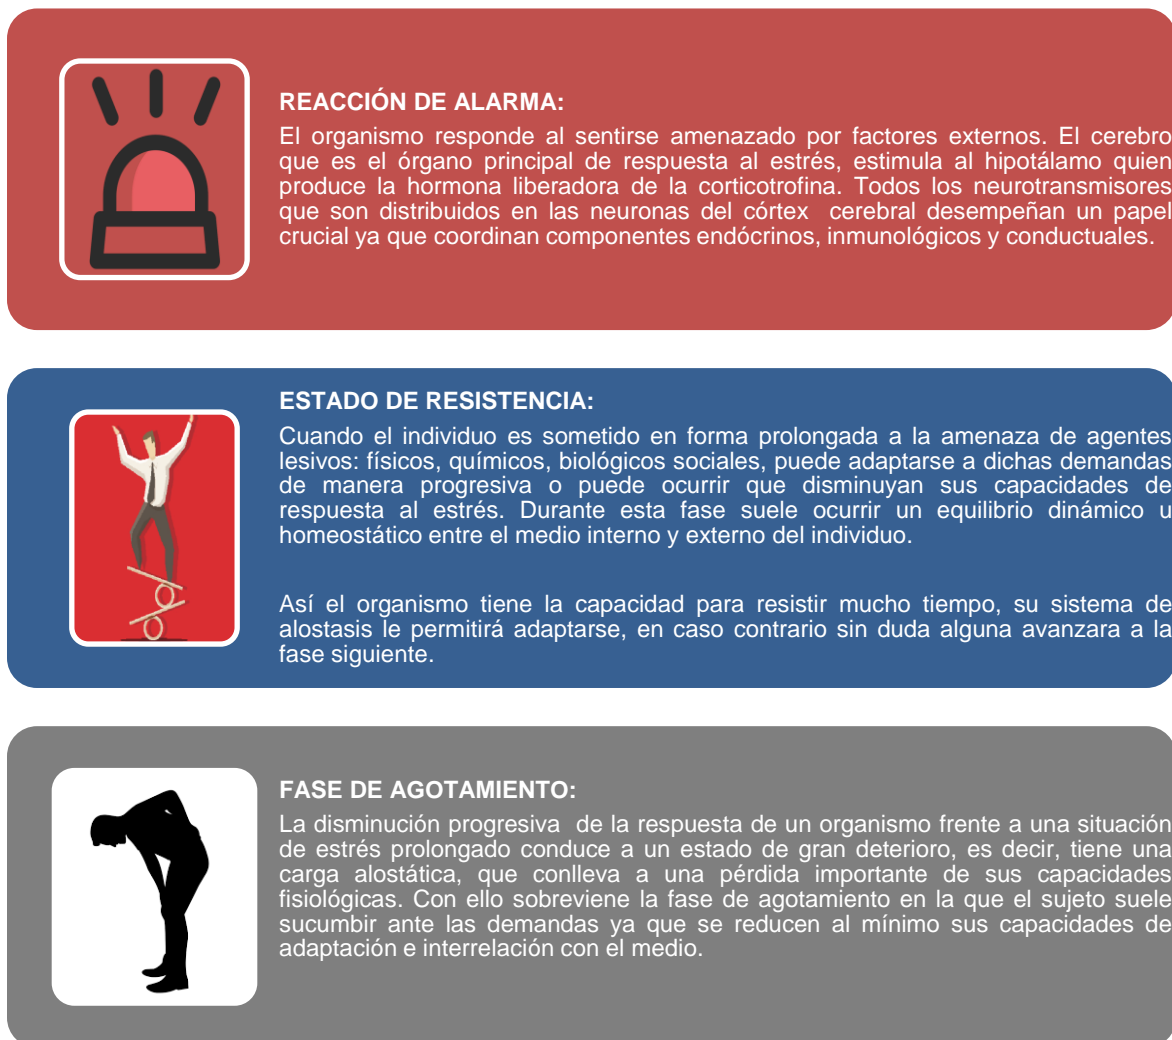 REACCIÓN DE ALARMA:
El organismo responde al sentirse amenazado por factores externos. El cerebro
que es el órgano principal de respuesta al estrés, estimula al hipotálamo quien
produce la hormona liberadora de la corticotrofina. Todos los neurotransmisores
que son distribuidos en las neuronas del córtex cerebral desempeñan un papel
crucial ya que coordinan componentes endócrinos, inmunológicos y conductuales.
ESTADO DE RESISTENCIA:
Cuando el individuo es sometido en forma prolongada a la amenaza de agentes
lesivos: físicos, químicos, biológicos sociales, puede adaptarse a dichas demandas
de manera progresiva o puede ocurrir que disminuyan sus capacidades de
respuesta al estrés. Durante esta fase suele ocurrir un equilibrio dinámico u
homeostático entre el medio interno y externo del individuo.
Así el organismo tiene la capacidad para resistir mucho tiempo, su sistema de
alostasis le permitirá adaptarse, en caso contrario sin duda alguna avanzara a la
fase siguiente.
FASE DE AGOTAMIENTO:
La disminución progresiva de la respuesta de un organismo frente a una situación
de estrés prolongado conduce a un estado de gran deterioro, es decir, tiene una
carga alostática, que conlleva a una pérdida importante de sus capacidades
fisiológicas. Con ello sobreviene la fase de agotamiento en la que el sujeto suele
sucumbir ante las demandas ya que se reducen al mínimo sus capacidades de
adaptación e interrelación con el medio.